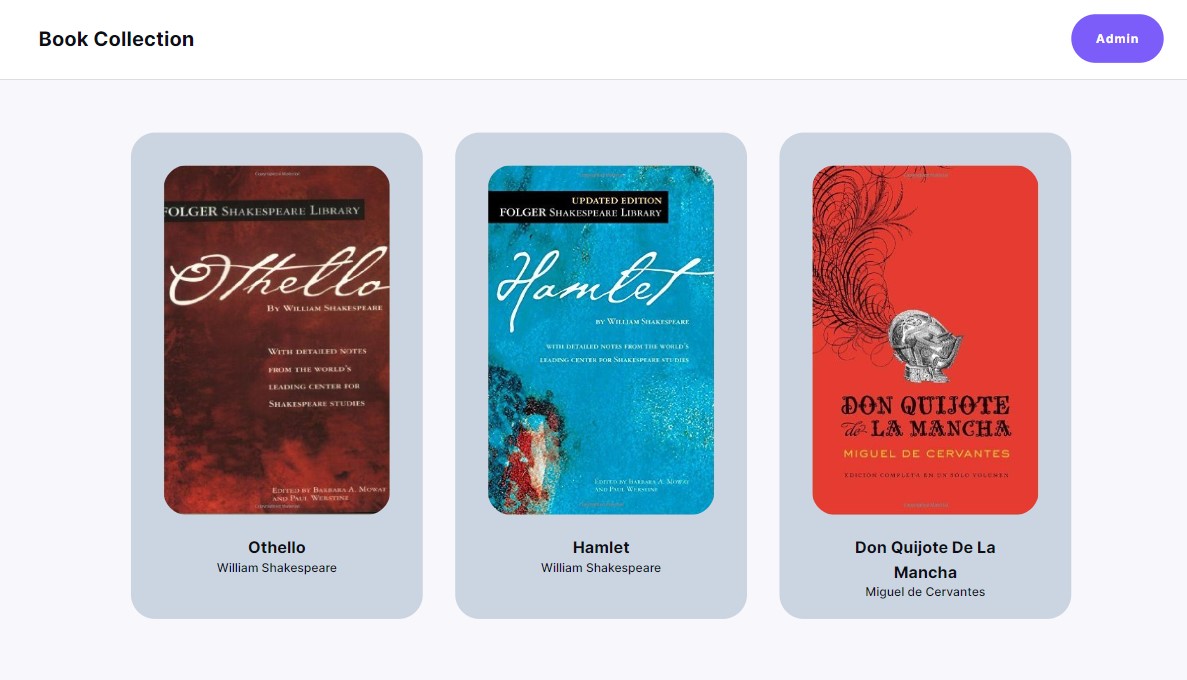 Book Collection
Admin
FOLGER SHAKESPEARE LIBRARY
Othello
BY WILLIAM SHAKESPEARE
WITH DETAILED NOTES
FROM THE WORLD'S
LEADING CENTER FOR
SHAKESPEARE STUDIES
EDITED BY BARBARA A. MOWAT
AND PAUL WERSTINE
Othello
William Shakespeare
UPDATED EDITION
FOLGER SHAKESPEARE LIBRARY
Hamlet
BY WILLIAM SHAKESPEARE
WITH DETAILED NOTES FROM THE WORLD'S
LEADING CENTER FOR SHAKESPEARE STUDIES
EDITED BY BARBARA A. MOWAT
AND PAUL WERSTINE
Hamlet
William Shakespeare
DON QUIJOTE
de LA MANCHA
MIGUEL DE CERVANTES
EDICIÓN COMPLETA EN UN SOLO VOLUMEN
Don Quijote De La
Mancha
Miguel de Cervantes